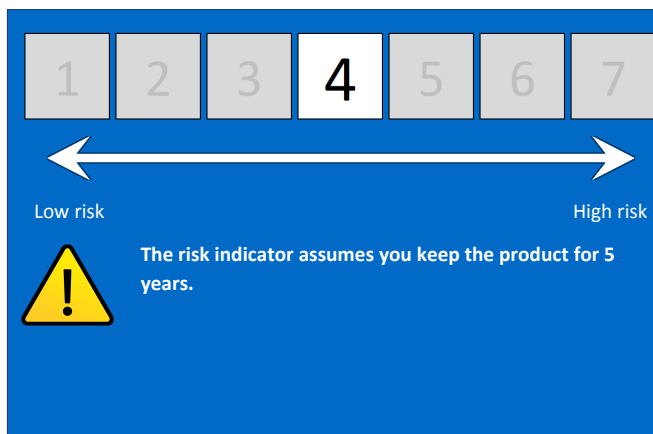 1 2 3 4 5 6 7
Low risk High risk
The risk indicator assumes you keep the product for 5
years.